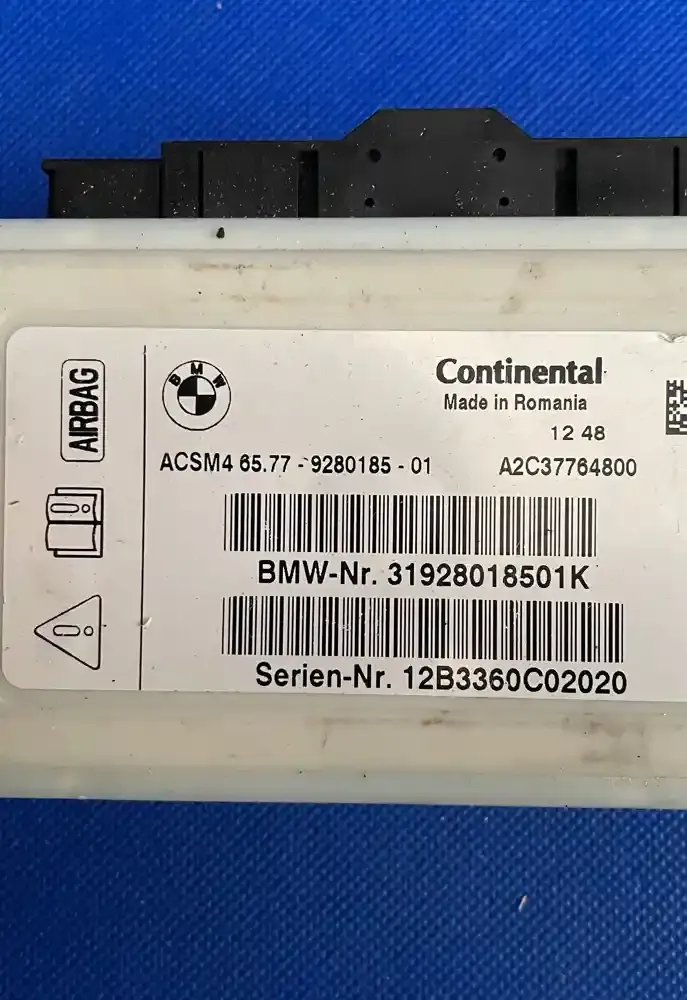 AIRBAG
BMW
Continental
Made in Romania
12 48
ACSM4 65.77 - 9280185 - 01 A2C37764800
BMW-Nr. 31928018501K
Serien-Nr. 12B3360C02020